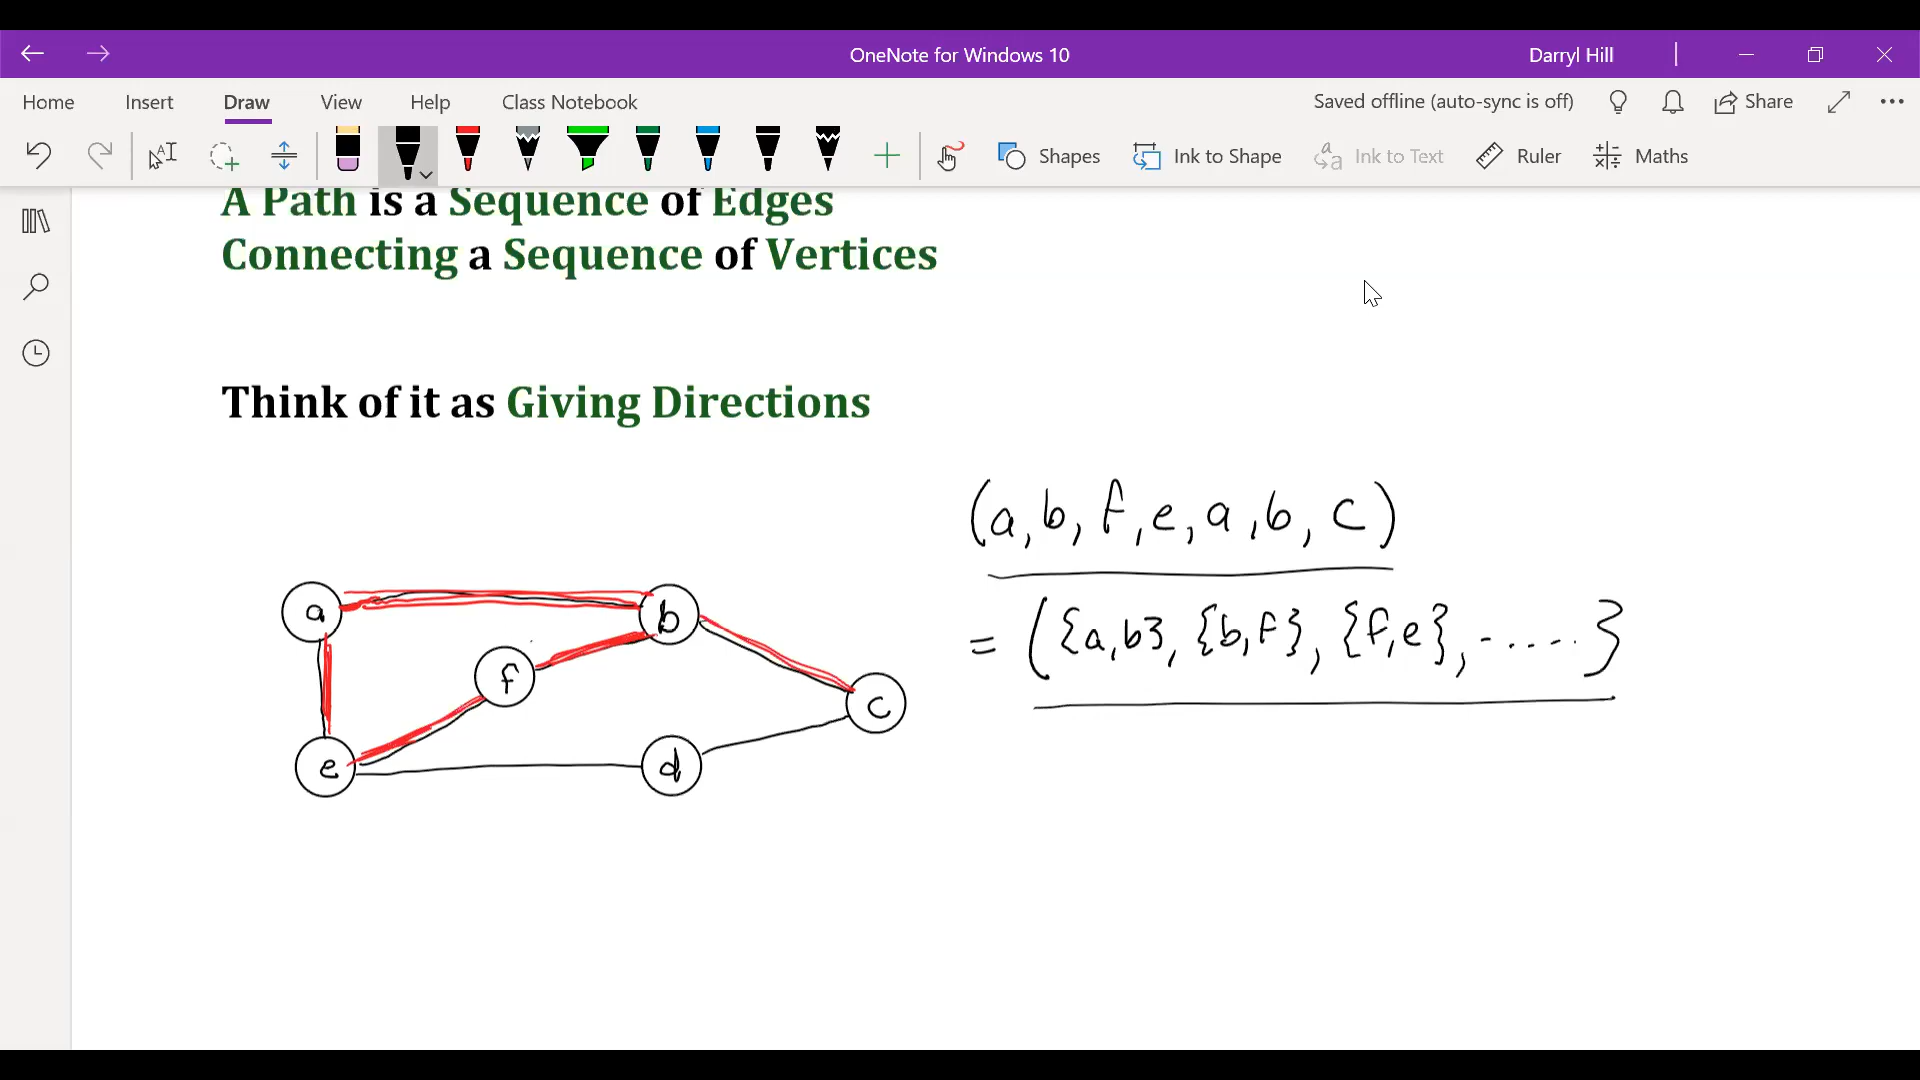 OneNote for Windows 10
Darryl Hill
Home Insert Draw View Help Class Notebook
Saved offline (auto-sync is off) Share
Shapes Ink to Shape Ink to Text Ruler Maths
A Path is a Sequence of Edges
Connecting a Sequence of Vertices
Think of it as Giving Directions
(a, b, f, e, a, b, c)
= ({a,b}, {b,f}, {f,e}, ......}
a b
f
c
e d